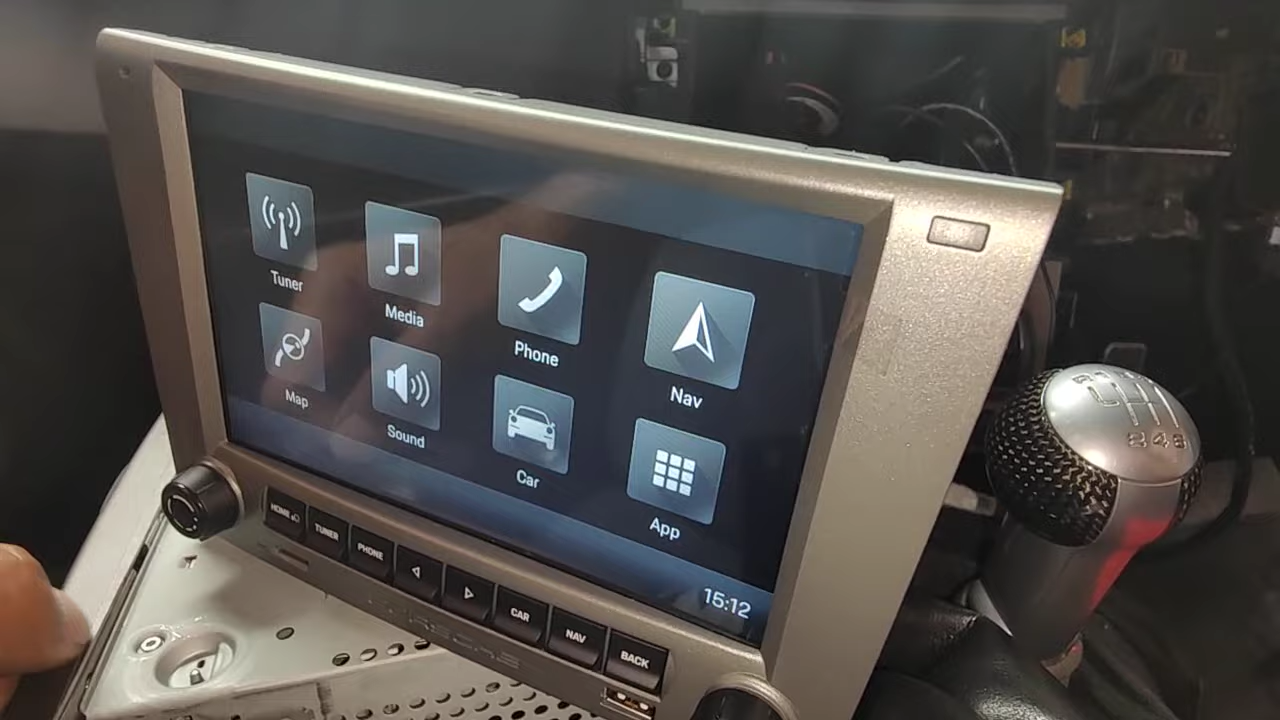 Tuner
Media
Phone
Nav
Map
Sound
Car
App
15:12
HOME
TUNER
PHONE
CAR
NAV
BACK